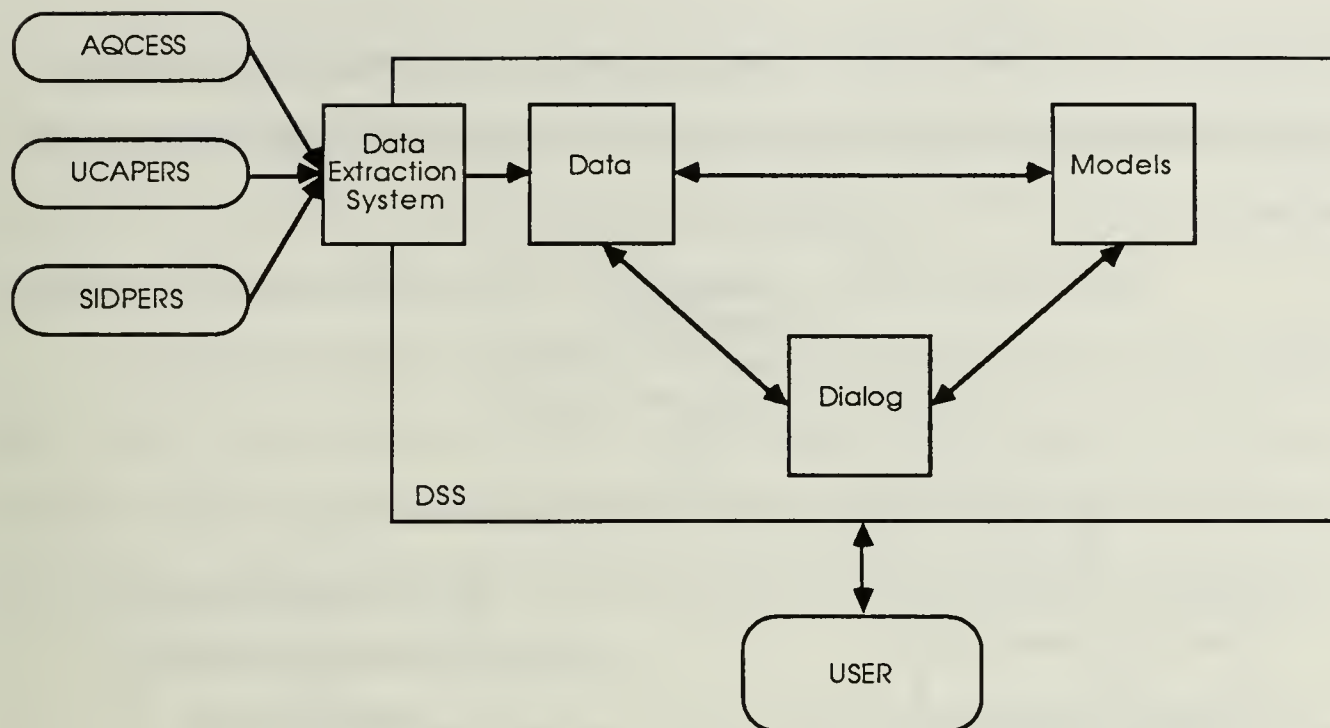 AQCESS
UCAPERS
SIDPERS
Data
Extraction
System
Data
Models
Dialog
DSS
USER